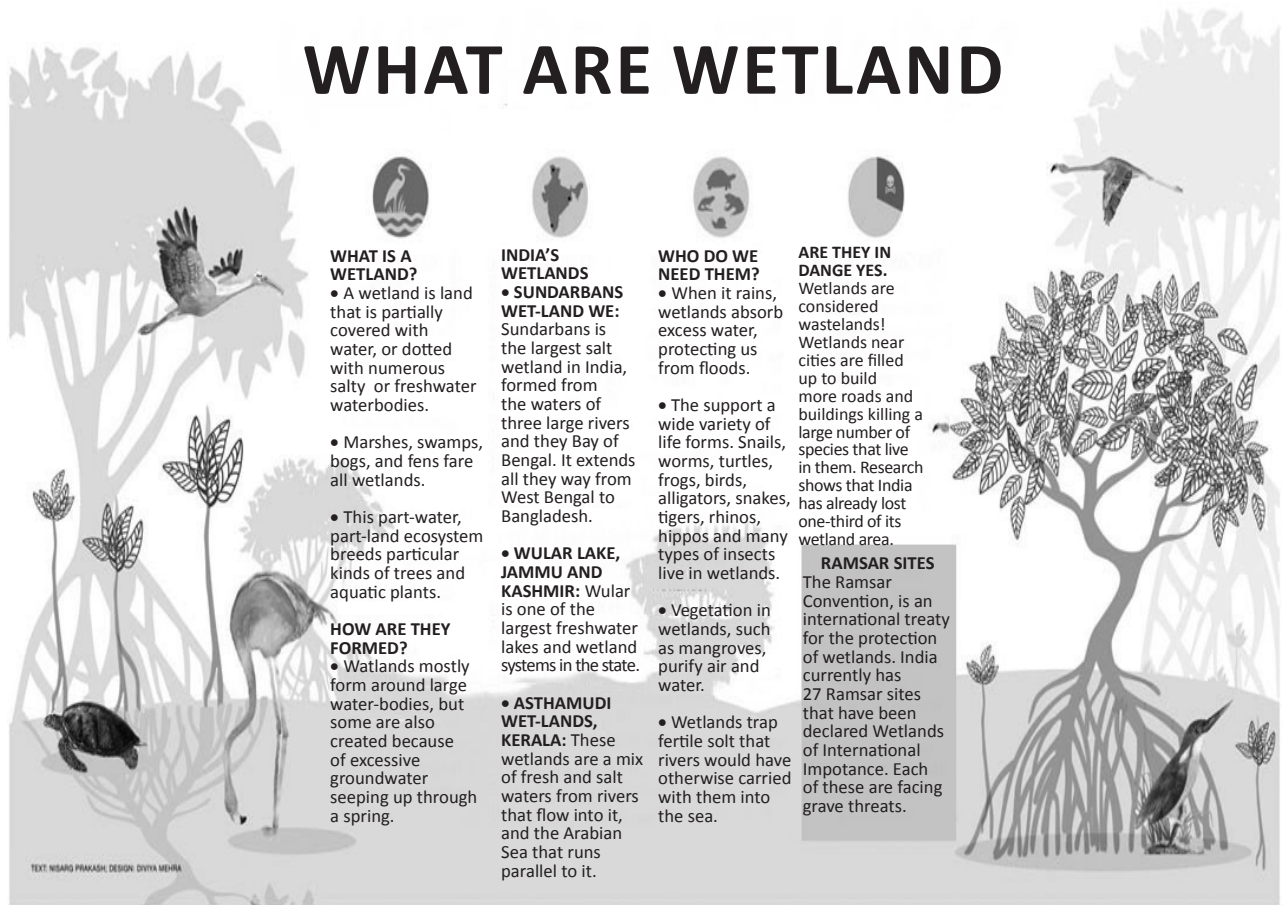 WHAT ARE WETLAND
WHAT IS A
WETLAND?
• A wetland is land
that is partially
covered with
water, or dotted
with numerous
salty or freshwater
waterbodies.
• Marshes, swamps,
bogs, and fens fare
all wetlands.
• This part-water,
part-land ecosystem
breeds particular
kinds of trees and
aquatic plants.
HOW ARE THEY
FORMED?
• Watlands mostly
form around large
water-bodies, but
some are also
created because
of excessive
groundwater
seeping up through
a spring.
INDIA'S
WETLANDS
• SUNDARBANS
WET-LAND WE:
Sundarbans is
the largest salt
wetland in India,
formed from
the waters of
three large rivers
and they Bay of
Bengal. It extends
all they way from
West Bengal to
Bangladesh.
• WULAR LAKE,
JAMMU AND
KASHMIR: Wular
is one of the
largest freshwater
lakes and wetland
systems in the state.
• ASTHAMUDI
WET-LANDS,
KERALA: These
wetlands are a mix
of fresh and salt
waters from rivers
that flow into it,
and the Arabian
Sea that runs
parallel to it.
WHO DO WE
NEED THEM?
• When it rains,
wetlands absorb
excess water,
protecting us
from floods.
• The support a
wide variety of
life forms. Snails,
worms, turtles,
frogs, birds,
alligators, snakes,
tigers, rhinos,
hippos and many
types of insects
live in wetlands.
• Vegetation in
wetlands, such
as mangroves,
purify air and
water.
• Wetlands trap
fertile solt that
rivers would have
otherwise carried
with them into
the sea.
ARE THEY IN
DANGE YES.
Wetlands are
considered
wastelands!
Wetlands near
cities are filled
up to build
more roads and
buildings killing a
large number of
species that live
in them. Research
shows that India
has already lost
one-third of its
wetland area.
RAMSAR SITES
The Ramsar
Convention, is an
international treaty
for the protection
of wetlands. India
currently has
27 Ramsar sites
that have been
declared Wetlands
of International
Impotance. Each
of these are facing
grave threats.
TEXT: NISARG PRAKASH; DESIGN: DIVIYA MEHRA